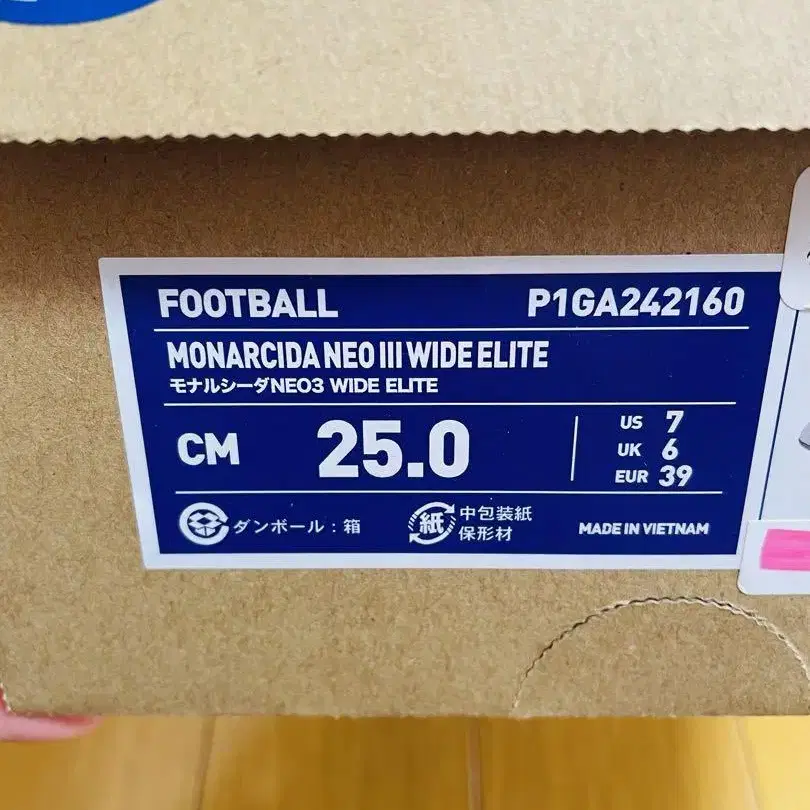 FOOTBALL P1GA242160
MONARCIDA NEO III WIDE ELITE
モナルシーダNEO3 WIDE ELITE
CM 25.0
US 7
UK 6
EUR 39
ダンボール：箱
紙 中包装紙
保形材
MADE IN VIETNAM